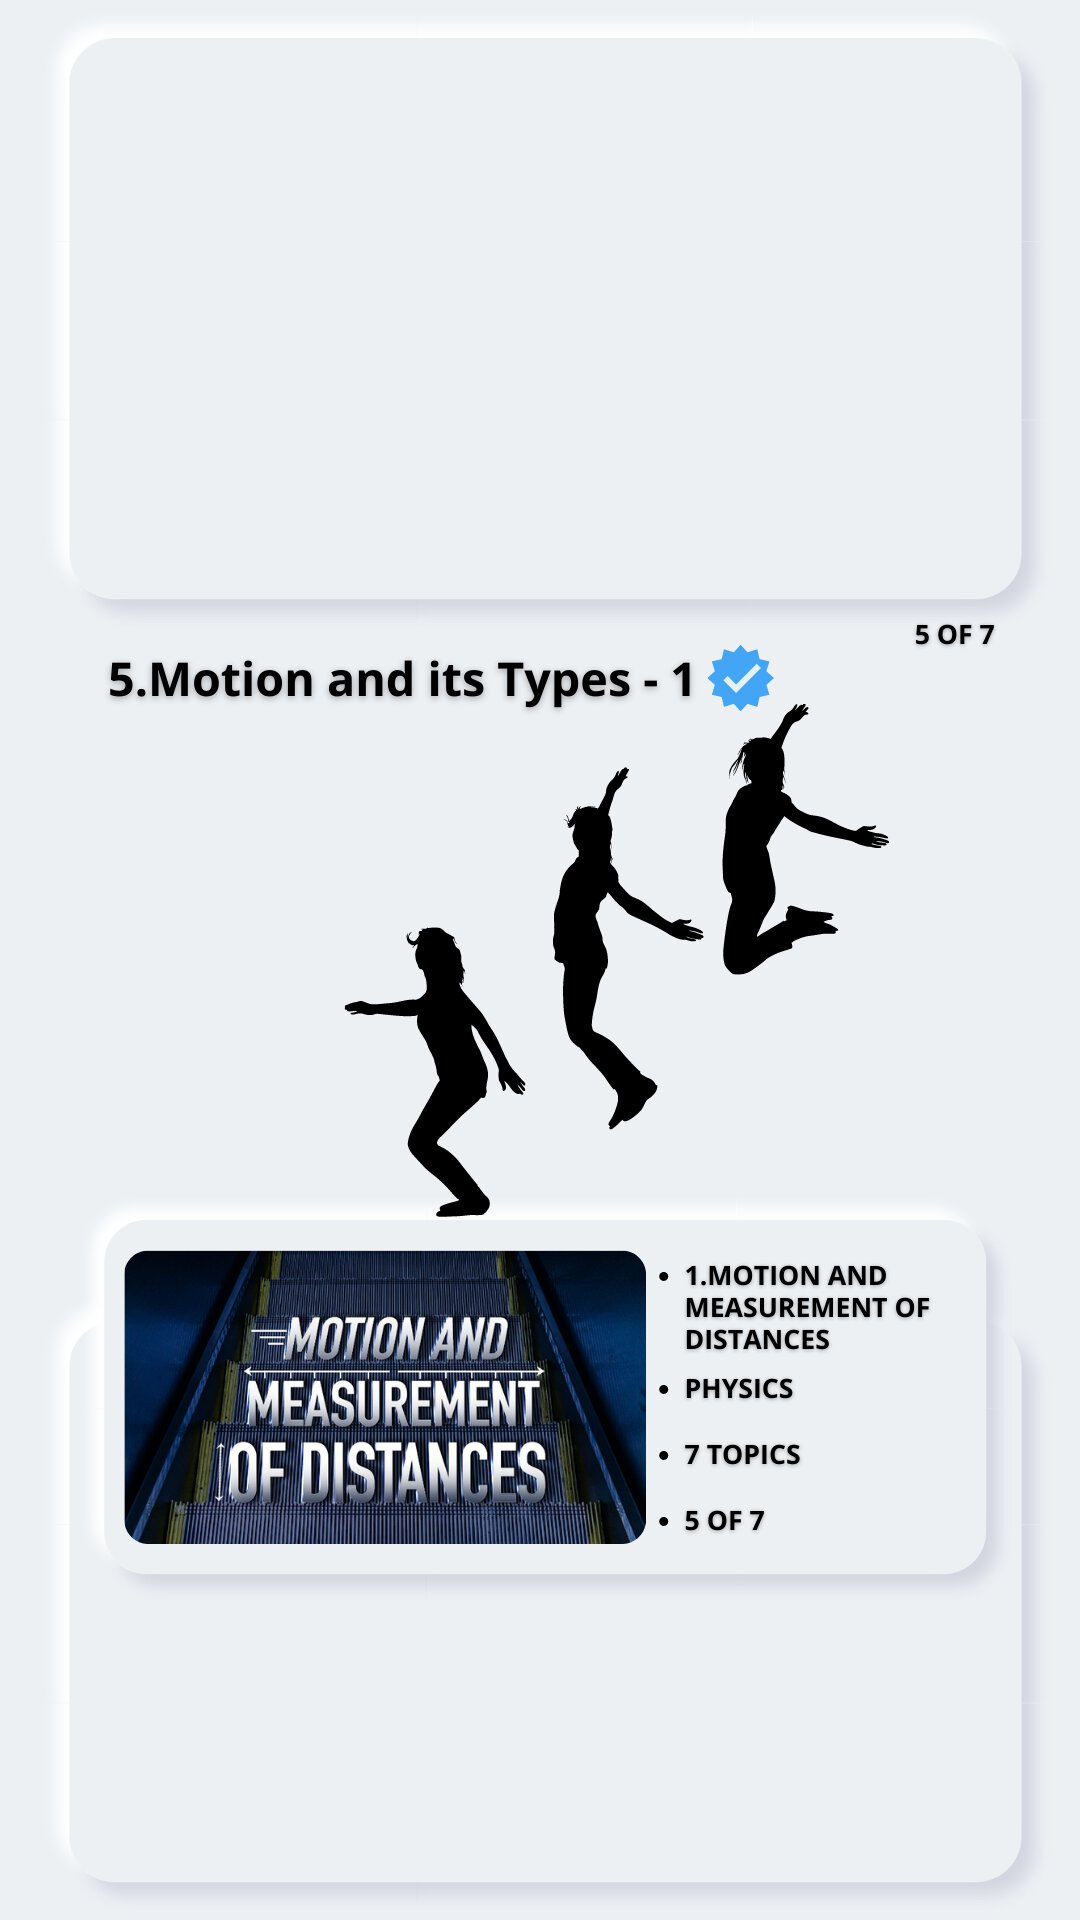 5 OF 7
5.Motion and its Types - 1
MOTION AND
MEASUREMENT
OF DISTANCES
• 1.MOTION AND
MEASUREMENT OF
DISTANCES
• PHYSICS
• 7 TOPICS
• 5 OF 7